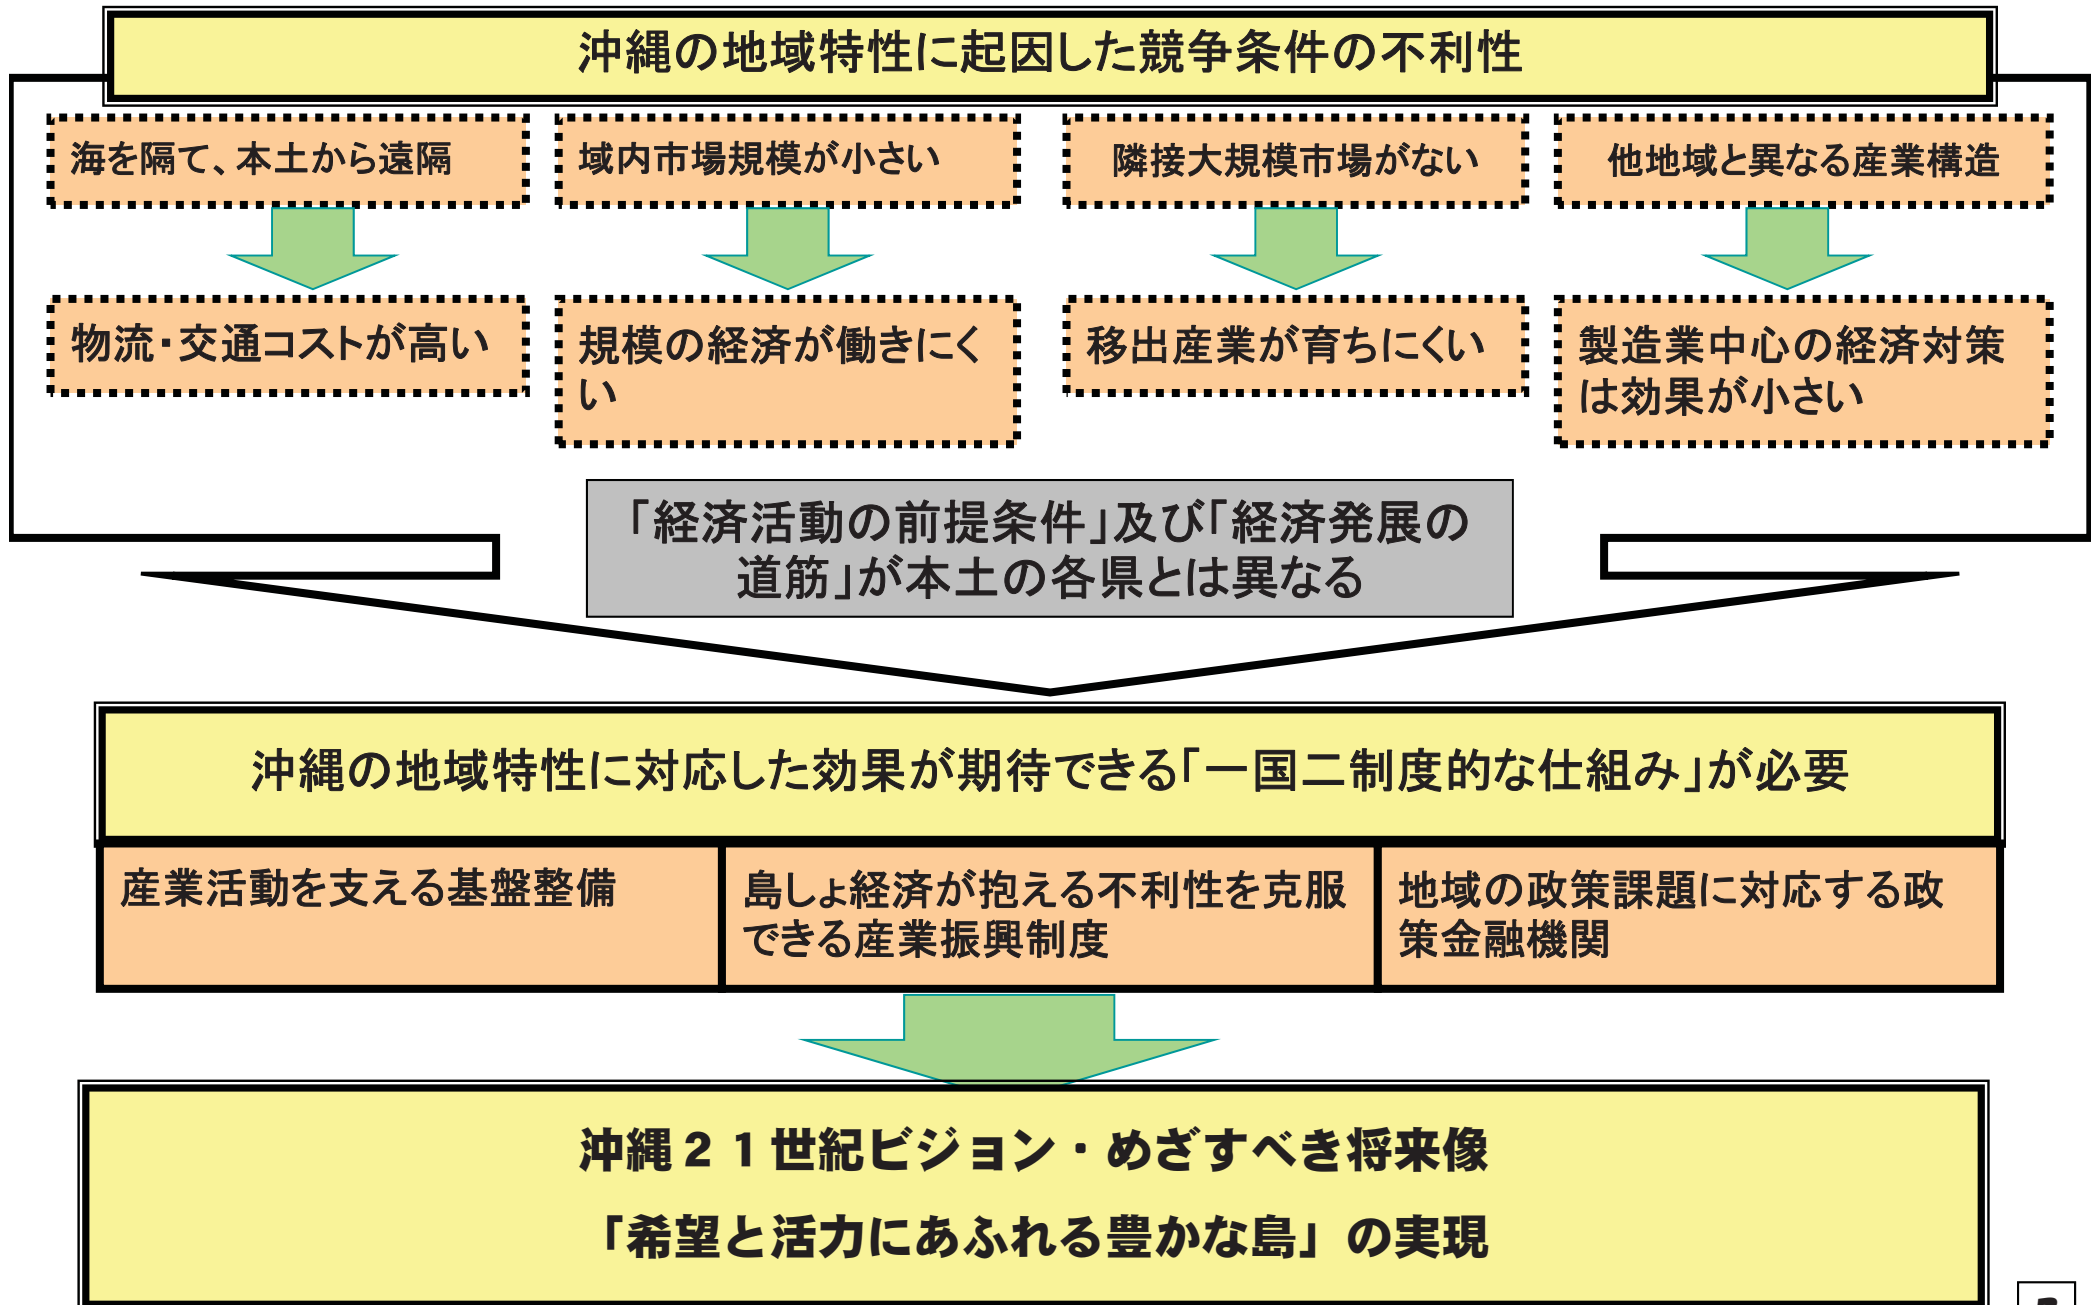 沖縄の地域特性に起因した競争条件の不利性
海を隔て、本土から遠隔
域内市場規模が小さい
隣接大規模市場がない
他地域と異なる産業構造
物流・交通コストが高い
規模の経済が働きにく
い
移出産業が育ちにくい
製造業中心の経済対策
は効果が小さい
「経済活動の前提条件」及び「経済発展の
道筋」が本土の各県とは異なる
沖縄の地域特性に対応した効果が期待できる「一国二制度的な仕組み」が必要
産業活動を支える基盤整備
島しょ経済が抱える不利性を克服
できる産業振興制度
地域の政策課題に対応する政
策金融機関
沖縄２１世紀ビジョン・めざすべき将来像
「希望と活力にあふれる豊かな島」の実現